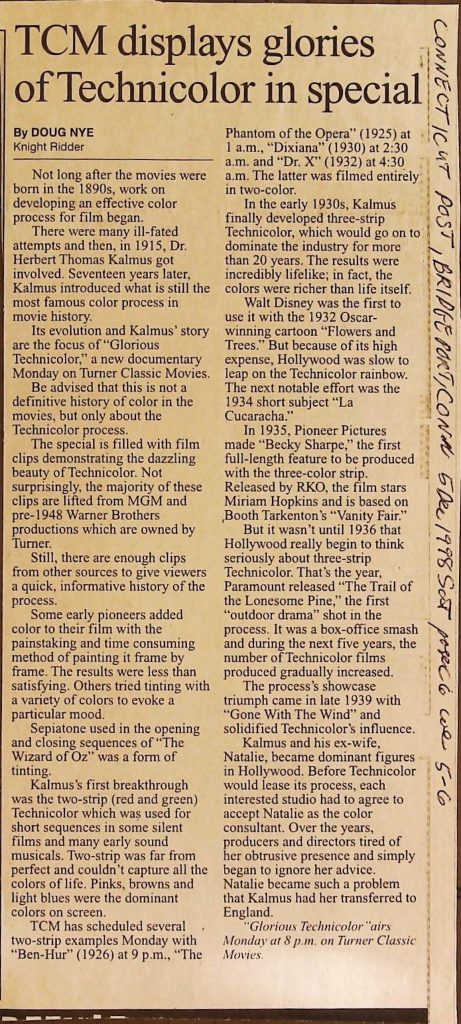 TCM displays glories
of Technicolor in special
By DOUG NYE
Knight Ridder
Not long after the movies were
born in the 1890s, work on
developing an effective color
process for film began.
There were many ill-fated
attempts and then, in 1915, Dr.
Herbert Thomas Kalmus got
involved. Seventeen years later,
Kalmus introduced what is still the
most famous color process in
movie history.
Its evolution and Kalmus' story
are the focus of "Glorious
Technicolor," a new documentary
Monday on Turner Classic Movies.
Be advised that this is not a
definitive history of color in the
movies, but only about the
Technicolor process.
The special is filled with film
clips demonstrating the dazzling
beauty of Technicolor. Not
surprisingly, the majority of these
clips are lifted from MGM and
pre-1948 Warner Brothers
productions which are owned by
Turner.
Still, there are enough clips
from other sources to give viewers
a quick, informative history of the
process.
Some early pioneers added
color to their film with the
painstaking and time consuming
method of painting it frame by
frame. The results were less than
satisfying. Others tried tinting with
a variety of colors to evoke a
particular mood.
Sepiatone used in the opening
and closing sequences of "The
Wizard of Oz" was a form of
tinting.
Kalmus's first breakthrough
was the two-strip (red and green)
Technicolor which was used for
short sequences in some silent
films and many early sound
musicals. Two-strip was far from
perfect and couldn't capture all the
colors of life. Pinks, browns and
light blues were the dominant
colors on screen.
TCM has scheduled several
two-strip examples Monday with
"Ben-Hur" (1926) at 9 p.m., "The
Phantom of the Opera" (1925) at
1 a.m., "Dixiana" (1930) at 2:30
a.m. and "Dr. X" (1932) at 4:30
a.m. The latter was filmed entirely
in two-color.
In the early 1930s, Kalmus
finally developed three-strip
Technicolor, which would go on to
dominate the industry for more
than 20 years. The results were
incredibly lifelike; in fact, the
colors were richer than life itself.
Walt Disney was the first to
use it with the 1932 Oscar-
winning cartoon "Flowers and
Trees." But because of its high
expense, Hollywood was slow to
leap on the Technicolor rainbow.
The next notable effort was the
1934 short subject "La
Cucaracha."
In 1935, Pioneer Pictures
made "Becky Sharpe," the first
full-length feature to be produced
with the three-color strip.
Released by RKO, the film stars
Miriam Hopkins and is based on
Booth Tarkenton's "Vanity Fair."
But it wasn't until 1936 that
Hollywood really begin to think
seriously about three-strip
Technicolor. That's the year,
Paramount released "The Trail of
the Lonesome Pine," the first
"outdoor drama" shot in the
process. It was a box-office smash
and during the next five years, the
number of Technicolor films
produced gradually increased.
The process's showcase
triumph came in late 1939 with
"Gone With The Wind" and
solidified Technicolor's influence.
Kalmus and his ex-wife,
Natalie, became dominant figures
in Hollywood. Before Technicolor
would lease its process, each
interested studio had to agree to
accept Natalie as the color
consultant. Over the years,
producers and directors tired of
her obtrusive presence and simply
began to ignore her advice.
Natalie became such a problem
that Kalmus had her transferred to
England.
"Glorious Technicolor" airs
Monday at 8 p.m. on Turner Classic
Movies.
CONNECTICUT POST, BRIDGEPORT, CONN 5 Dec 1998 Sat page c6 5-6